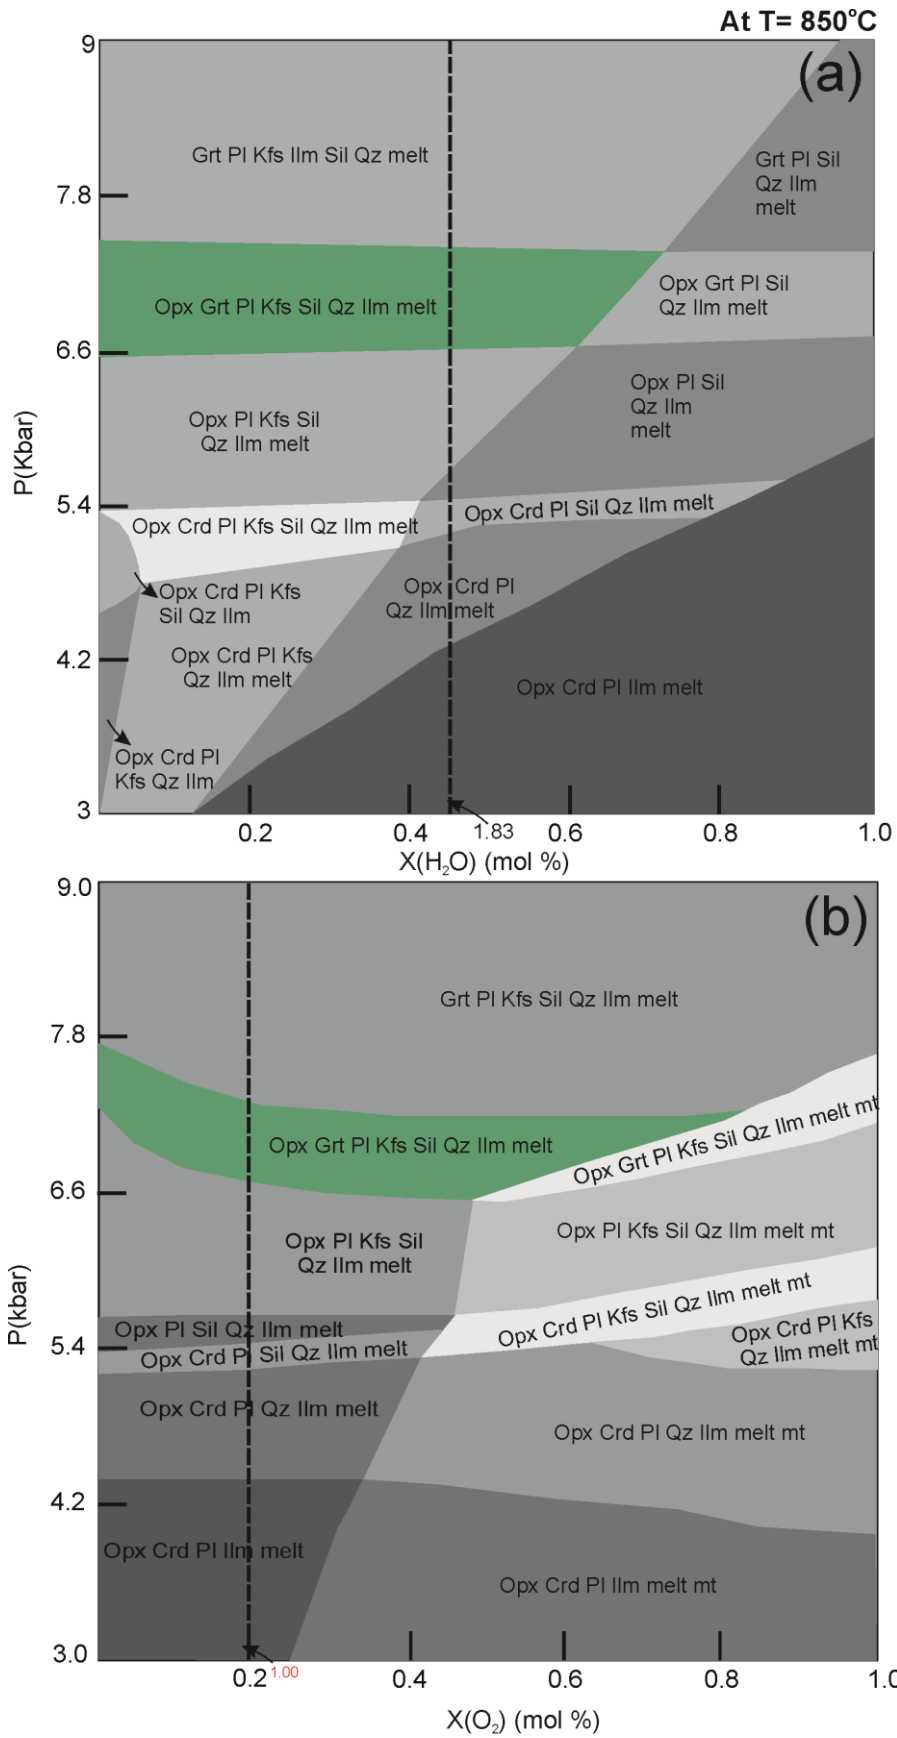 At T= 850°C
(a)
9
7.8
6.6
5.4
4.2
3
P(Kbar)
Grt Pl Kfs Ilm Sil Qz melt
Grt Pl Sil
Qz Ilm
melt
Opx Grt Pl Kfs Sil Qz Ilm melt
Opx Grt Pl Sil
Qz Ilm melt
Opx Pl Kfs Sil
Qz Ilm melt
Opx Pl Sil
Qz Ilm
melt
Opx Crd Pl Kfs Sil Qz Ilm melt
Opx Crd Pl Sil Qz Ilm melt
Opx Crd Pl Kfs
Sil Qz Ilm
Opx Crd Pl
Qz Ilm melt
Opx Crd Pl Kfs
Qz Ilm melt
Opx Crd Pl Ilm melt
Opx Crd Pl
Kfs Qz Ilm
0.2
0.4
1.83
0.6
0.8
1.0
X(H₂O) (mol %)
(b)
9.0
7.8
6.6
5.4
4.2
3.0
P(kbar)
Grt Pl Kfs Sil Qz Ilm melt
Opx Grt Pl Kfs Sil Qz Ilm melt
Opx Grt Pl Kfs Sil Qz Ilm melt mt
Opx Pl Kfs Sil
Qz Ilm melt
Opx Pl Kfs Sil Qz Ilm melt mt
Opx Pl Sil Qz Ilm melt
Opx Crd Pl Kfs Sil Qz Ilm melt mt
Opx Crd Pl Sil Qz Ilm melt
Opx Crd Pl Kfs
Qz Ilm melt mt
Opx Crd Pl Qz Ilm melt
Opx Crd Pl Qz Ilm melt mt
Opx Crd Pl Ilm melt
Opx Crd Pl Ilm melt mt
0.2
1.00
0.4
0.6
0.8
1.0
X(O₂) (mol %)